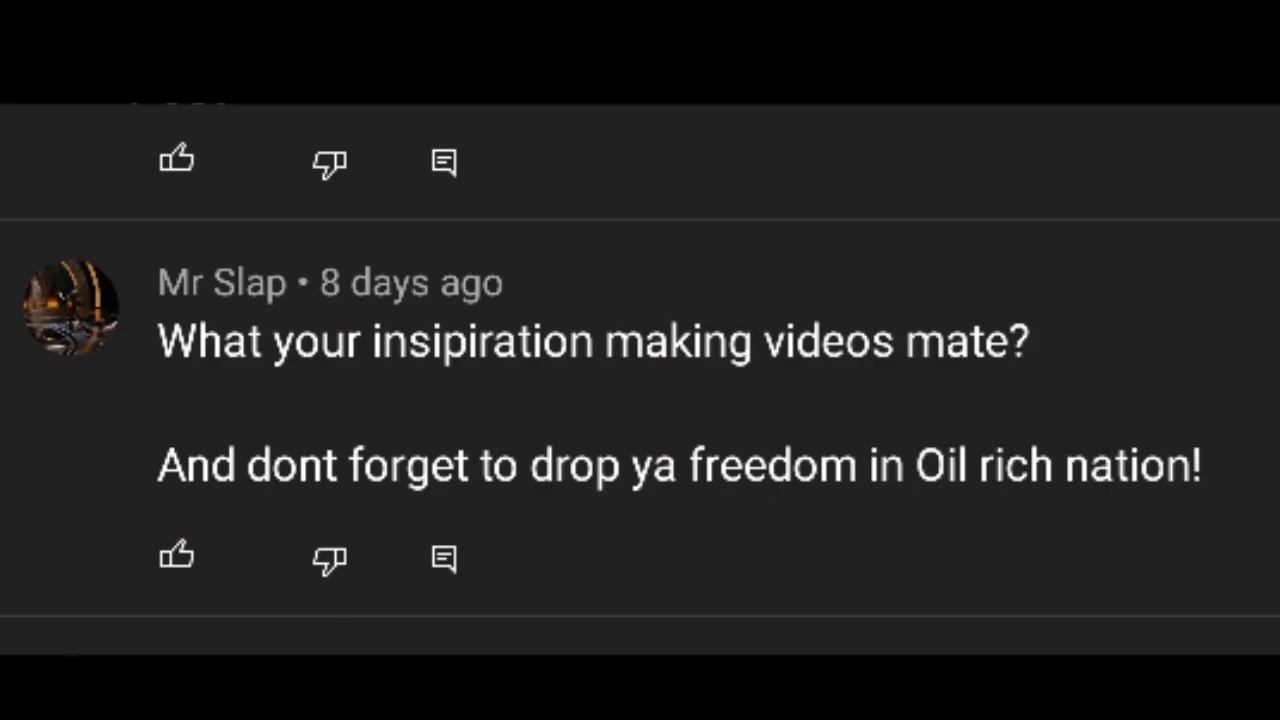 Mr Slap • 8 days ago
What your insipiration making videos mate?
And dont forget to drop ya freedom in Oil rich nation!